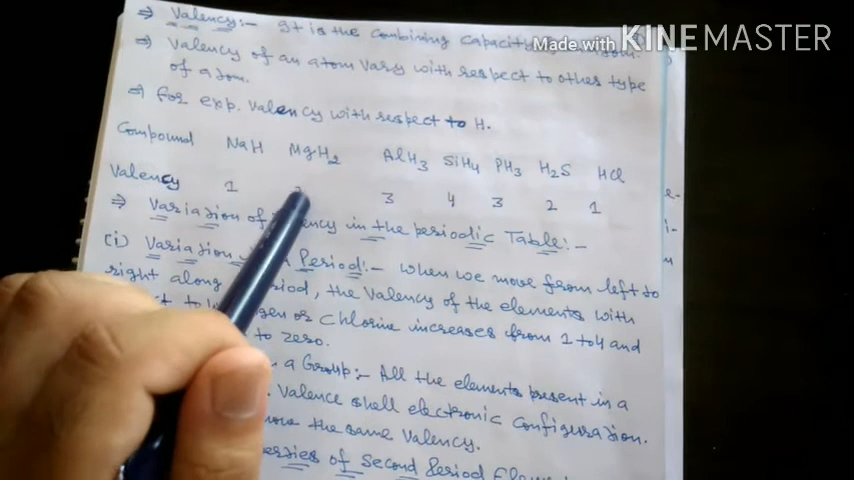 ⇒ Valency:- It is the combining capacity
Made with KINEMASTER
⇒ Valency of an atom vary with respect to other type
of atom.
⇒ for exp. Valency with respect to H.
Compound NaH MgH2 AlH3 SiH4 PH3 H2S HCl
Valency 1 3 4 3 2 1
⇒ Variation of in the periodic Table:-
(i) Variation Period:- When we move from left to
right along , the Valency of the elements with
or Chlorine increases from 1 to 4 and
to zero.
a Group:- All the elements present in a
Valence shell electronic configuration.
the same Valency.
of Second Period